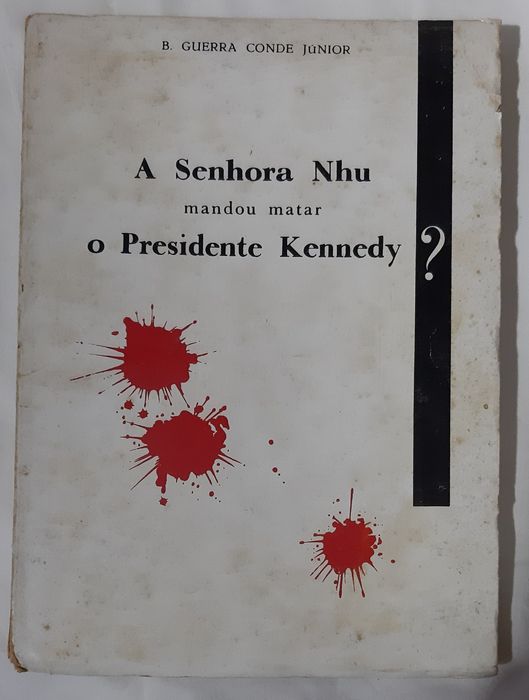 B. GUERRA CONDE JÚNIOR
A Senhora Nhu
mandou matar
o Presidente Kennedy ?